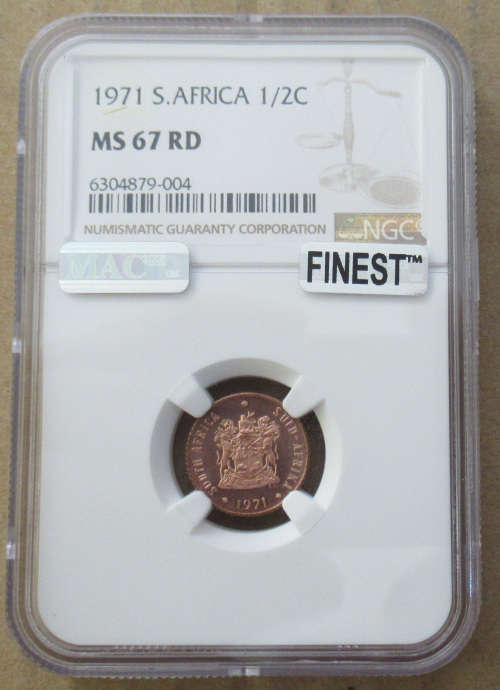 1971 S.AFRICA 1/2C
MS 67 RD
6304879-004
NUMISMATIC GUARANTY CORPORATION
NGC
MAC
FINEST™
SOUTH AFRICA · SUID-AFRIKA
· 1971 ·